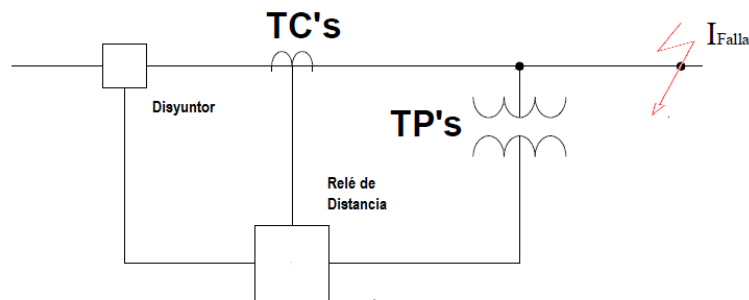 TC's
I Falla
Disyuntor
TP's
Relé de
Distancia